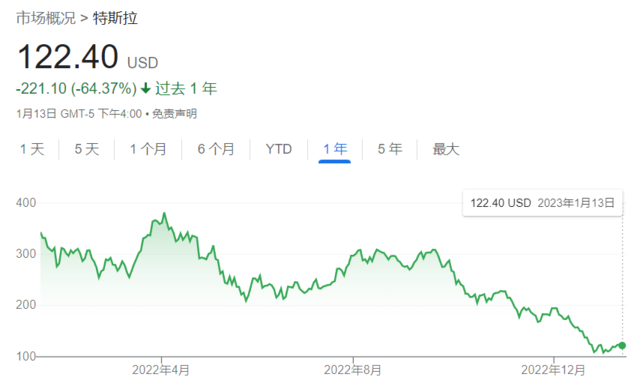 市场概况 > 特斯拉
122.40 USD
-221.10 (-64.37%) ↓ 过去 1 年
1月13日 GMT-5 下午4:00 • 免责声明
1 天 5 天 1 个月 6 个月 YTD 1 年 5 年 最大
122.40 USD 2023年1月13日
400
300
200
100
2022年4月 2022年8月 2022年12月